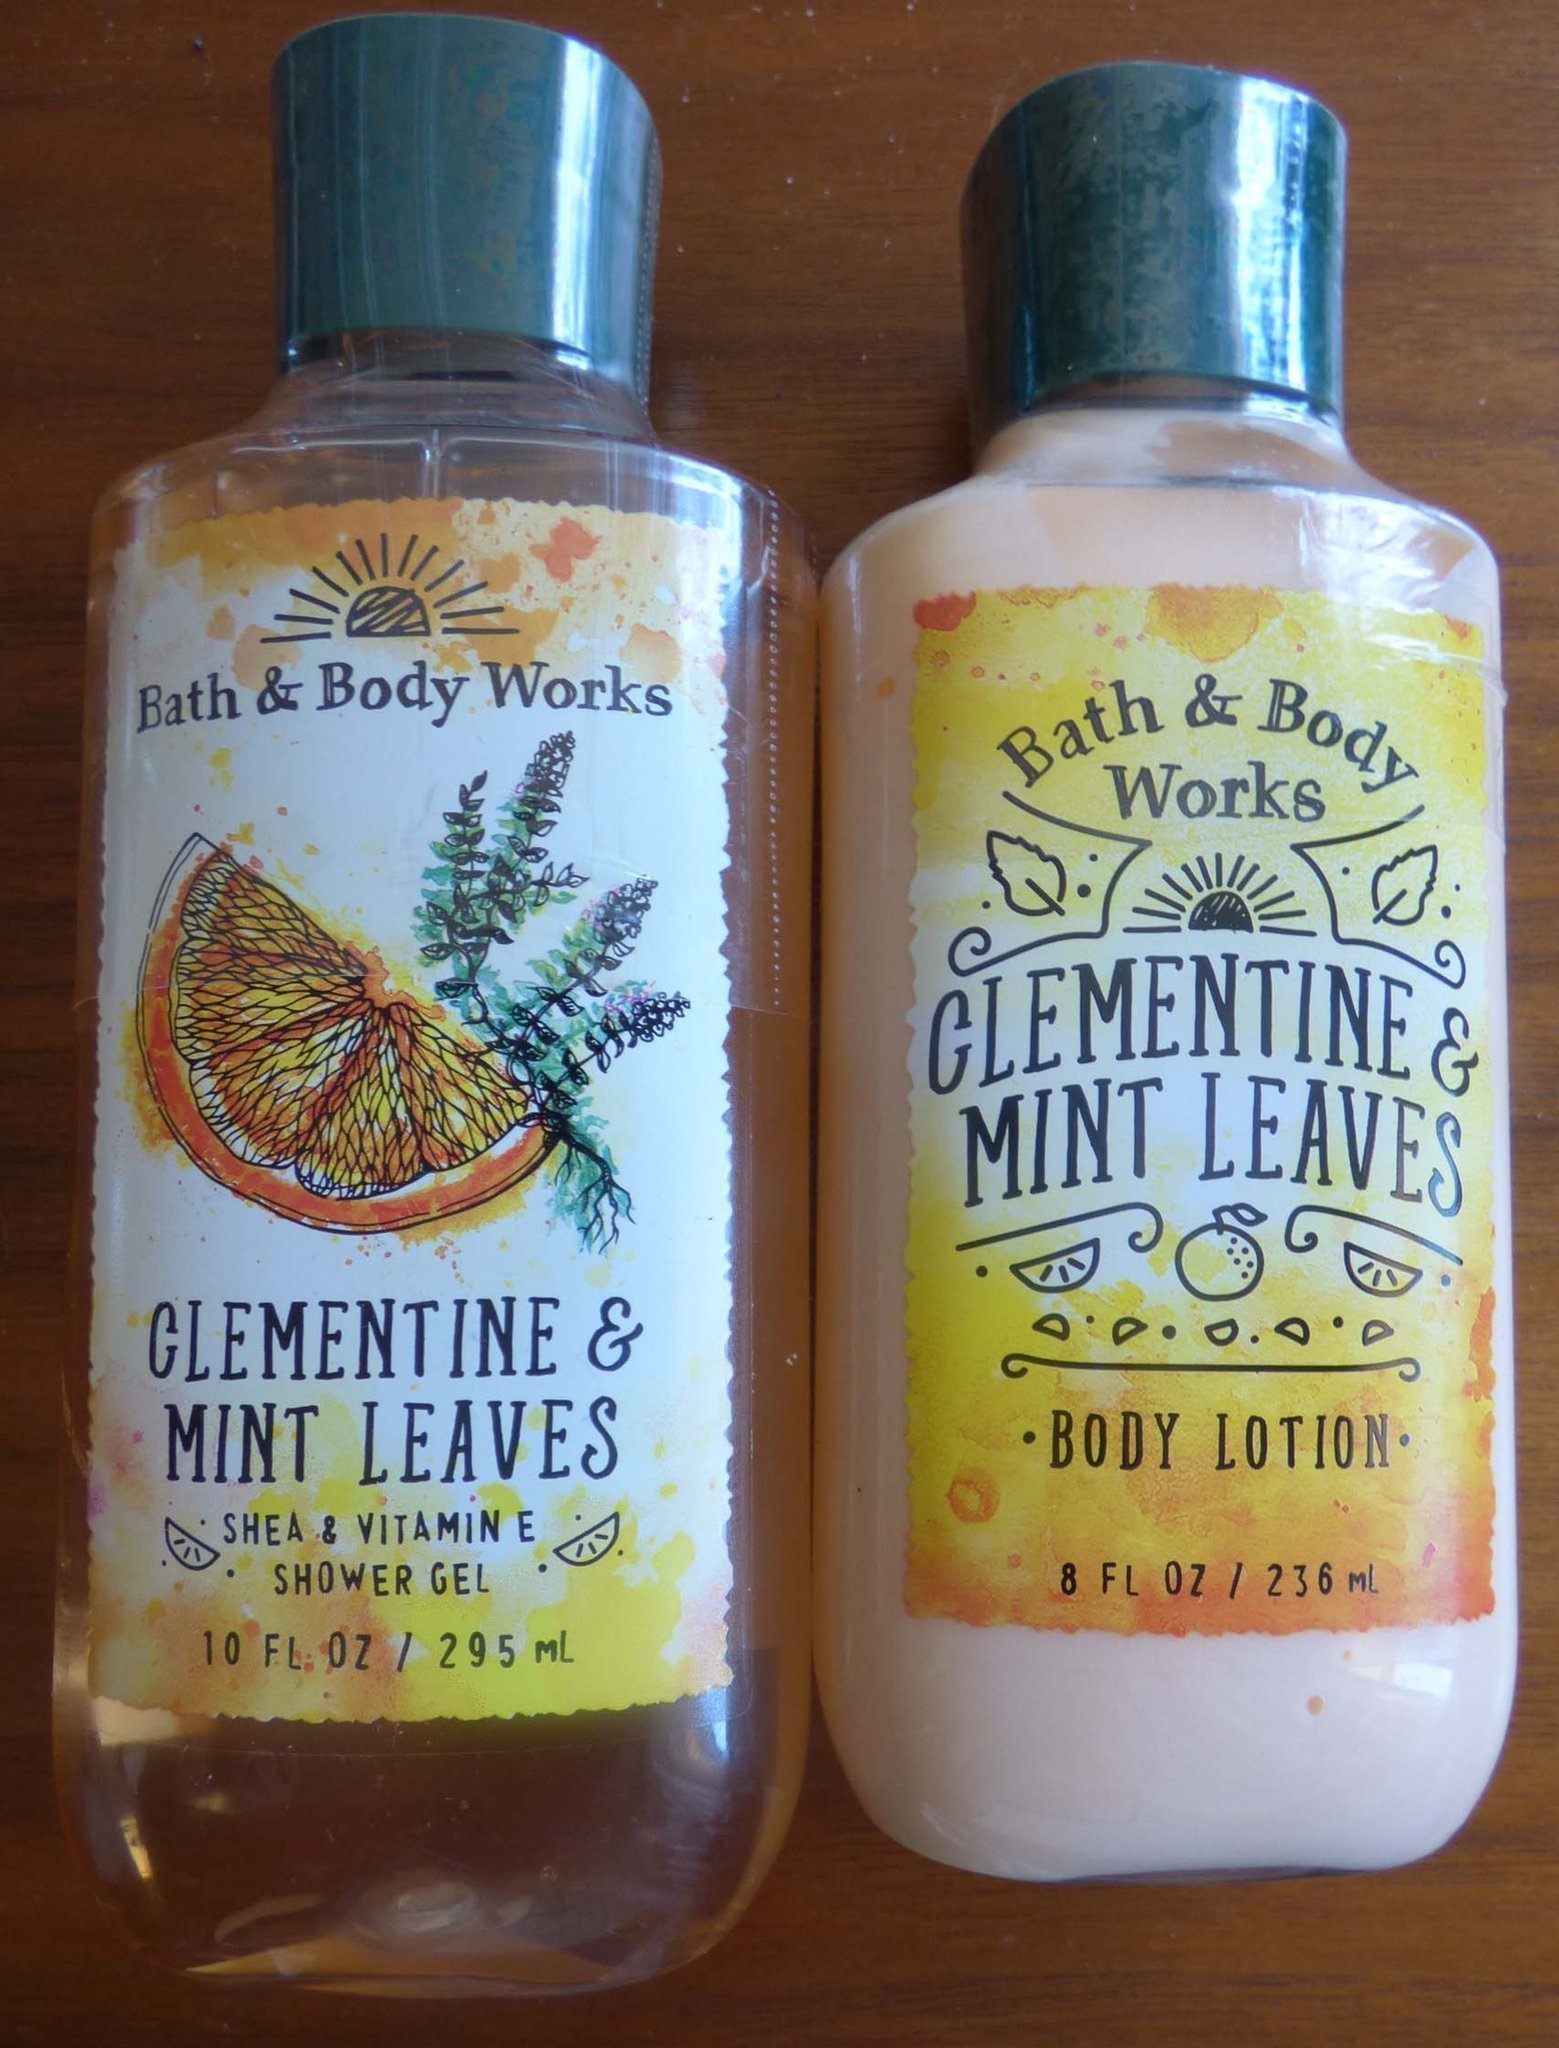 Bath & Body Works
CLEMENTINE &
MINT LEAVES
SHEA & VITAMIN E
SHOWER GEL
10 FL OZ / 295 mL
Bath & Body
Works
CLEMENTINE &
MINT LEAVES
BODY LOTION
8 FL OZ / 236 mL